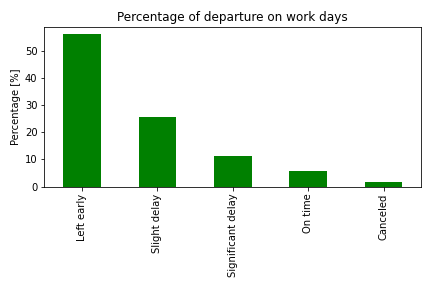 Percentage of departure on work days
Percentage [%]
50
40
30
20
10
0
Left early
Slight delay
Significant delay
On time
Canceled